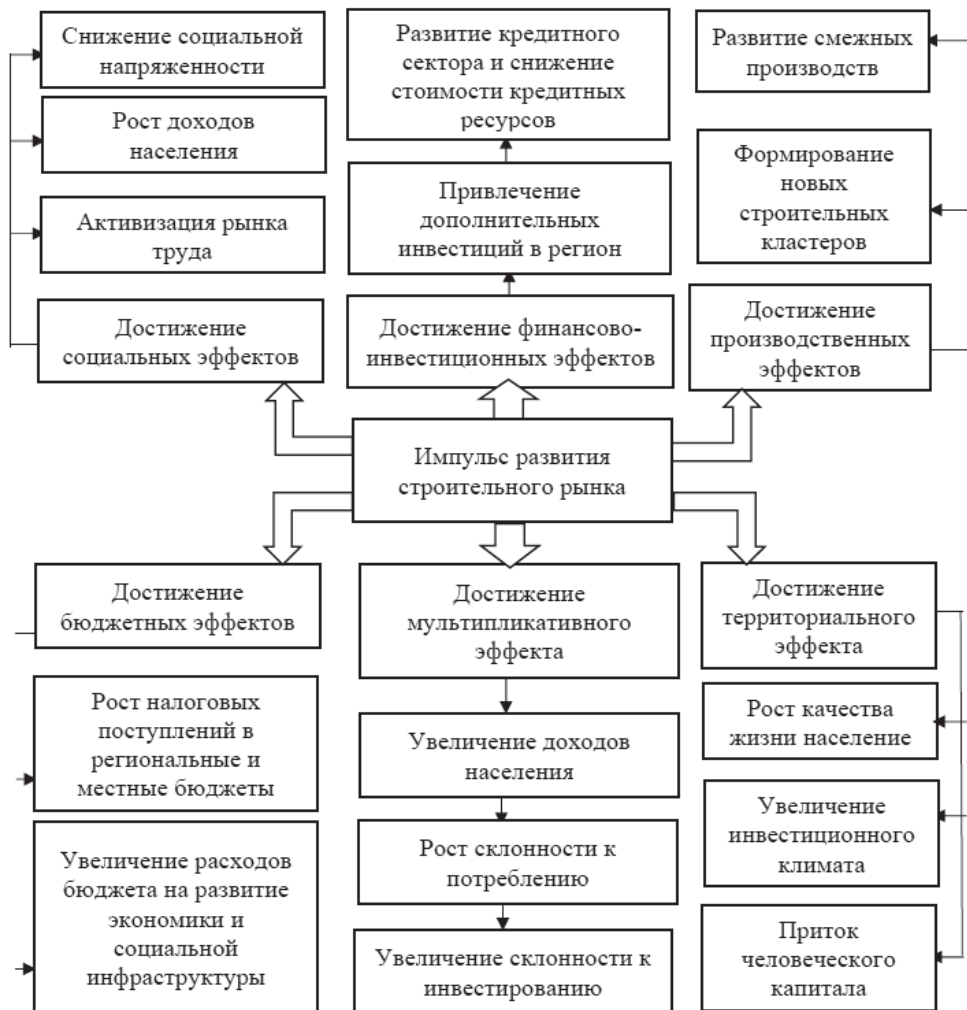 Снижение социальной
напряженности
Рост доходов
населения
Активизация рынка
труда
Достижение
социальных эффектов
Развитие кредитного
сектора и снижение
стоимости кредитных
ресурсов
Привлечение
дополнительных
инвестиций в регион
Достижение финансово-
инвестиционных эффектов
Развитие смежных
производств
Формирование
новых
строительных
кластеров
Достижение
производственных
эффектов
Импульс развития
строительного рынка
Достижение
бюджетных эффектов
Рост налоговых
поступлений в
региональные и
местные бюджеты
Увеличение расходов
бюджета на развитие
экономики и
социальной
инфраструктуры
Достижение
мультипликативного
эффекта
Увеличение доходов
населения
Рост склонности к
потреблению
Увеличение склонности к
инвестированию
Достижение
территориального
эффекта
Рост качества
жизни население
Увеличение
инвестиционного
климата
Приток
человеческого
капитала